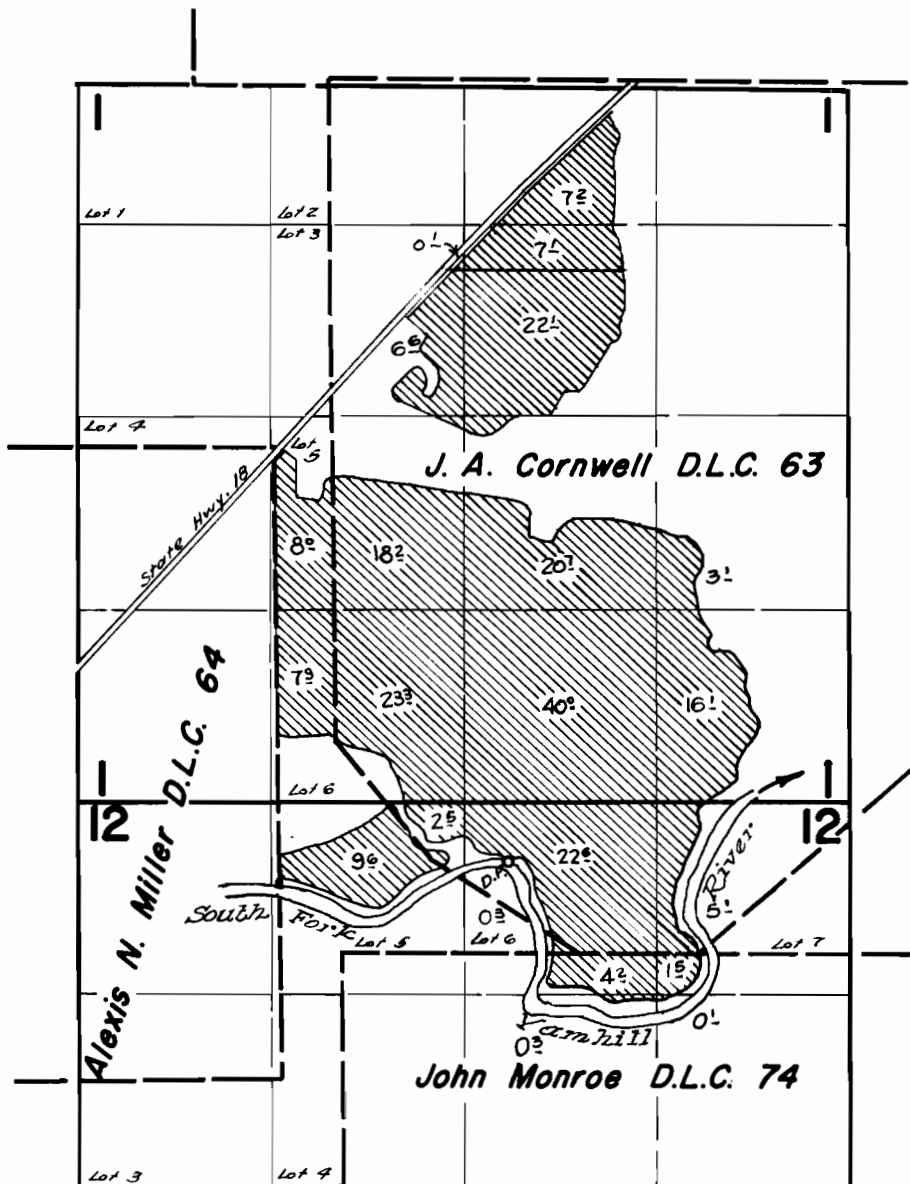 1 1
7.2
Lot 1 Lot 2
Lot 3
0.1 7.1
22.1
6.6
Lot 4
Lot 5
J. A. Cornwell D.L.C. 63
State Hwy. 18
8.0 18.2 20.7 3.1
7.9 23.3 16.1
Alexis N. Miller D.L.C. 64
1 Lot 6 1
12 2.5 12
9.6 22.6
D.P.
South Fork
0.3
River
5.1
Lot 5 Lot 6 Lot 7
4.2 1.5
Yamhill
0.3 0.1
John Monroe D.L.C. 74
Lot 3 Lot 4